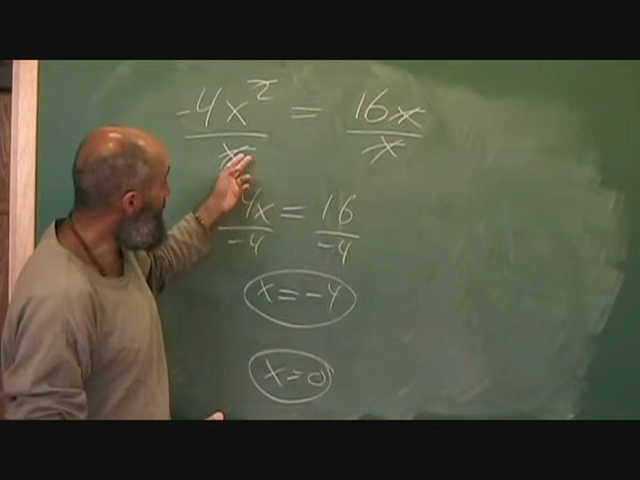 -4x² = 16x
x x
4x = 16
-4 -4
x = -4
x = 0